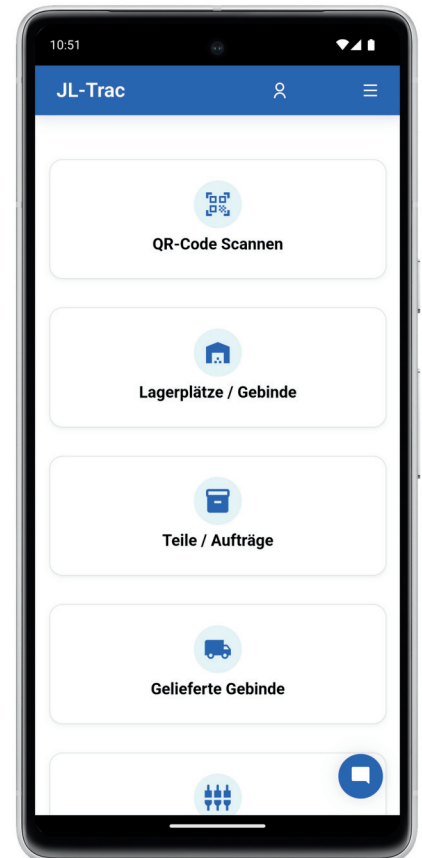 10:51
JL-Trac
QR-Code Scannen
Lagerplätze / Gebinde
Teile / Aufträge
Gelieferte Gebinde